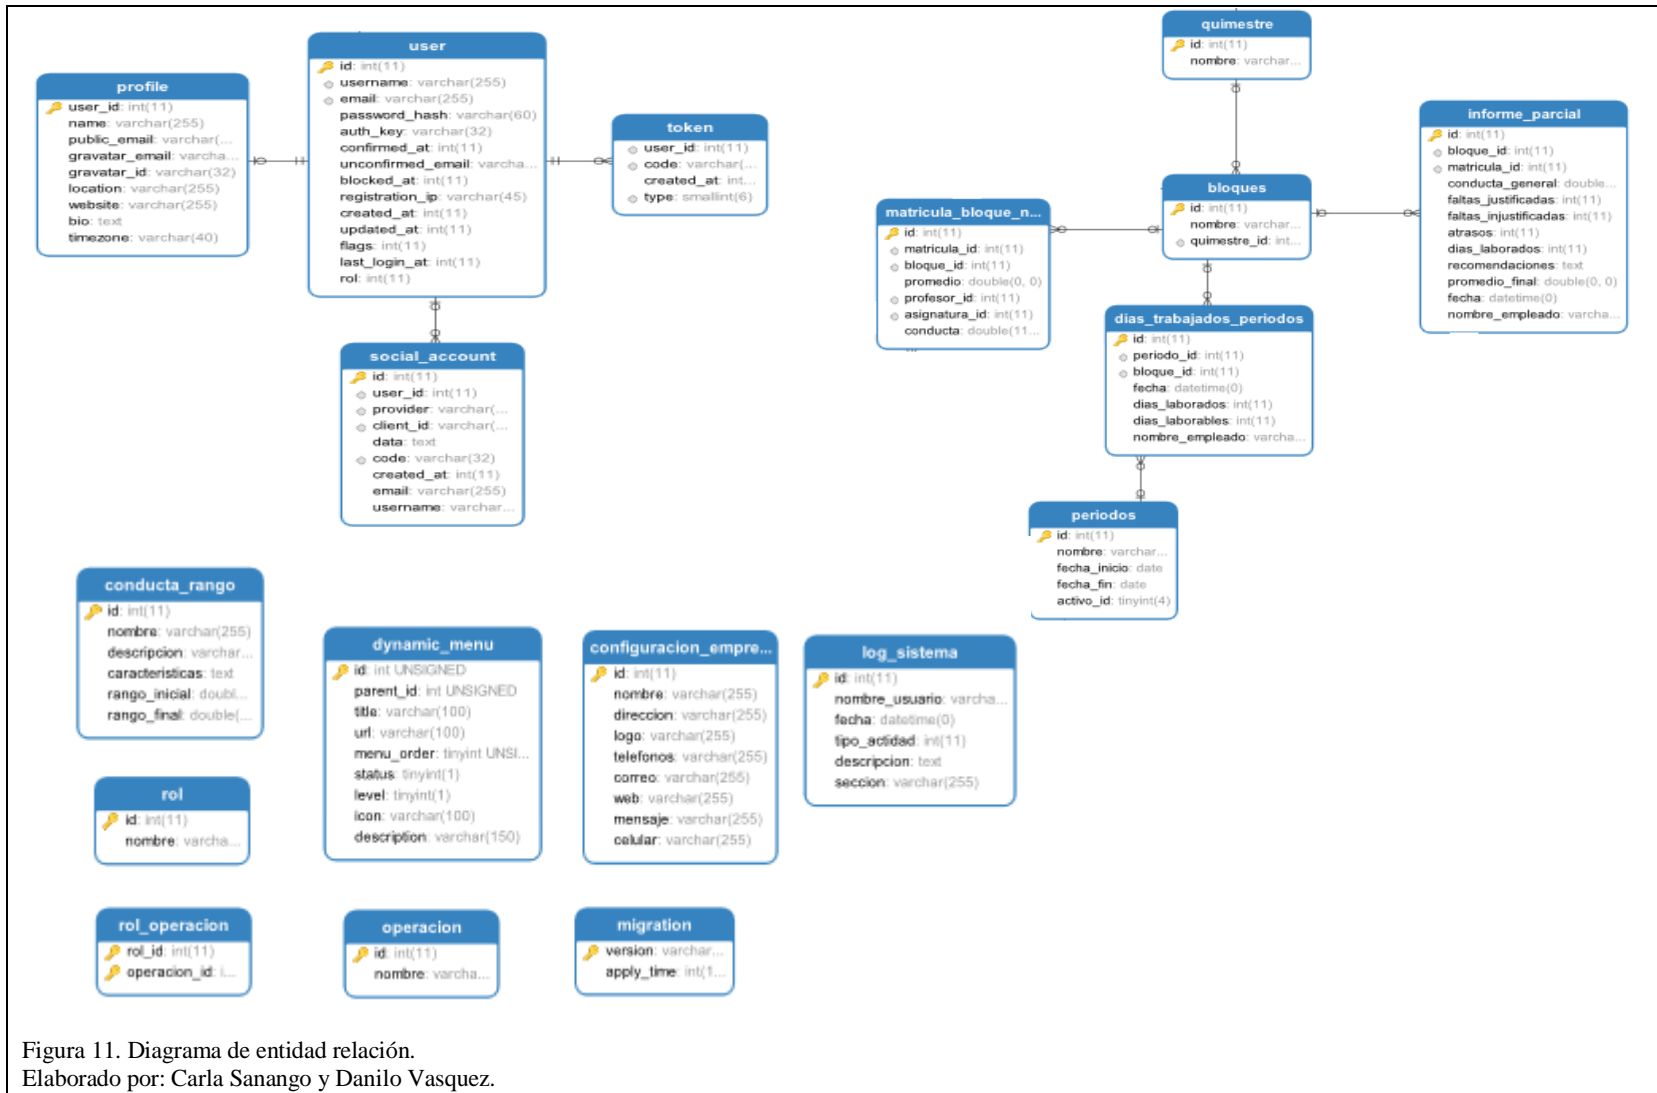 profile
user_id: int(11)
name: varchar(255)
public_email: varchar(...
gravatar_email: varcha...
gravatar_id: varchar(32)
location: varchar(255)
website: varchar(255)
bio: text
timezone: varchar(40)
user
id: int(11)
username: varchar(255)
email: varchar(255)
password_hash: varchar(60)
auth_key: varchar(32)
confirmed_at: int(11)
unconfirmed_email: varcha...
blocked_at: int(11)
registration_ip: varchar(45)
created_at: int(11)
updated_at: int(11)
flags: int(11)
last_login_at: int(11)
rol: int(11)
token
user_id: int(11)
code: varchar(...
created_at: int...
type: smallint(6)
social_account
id: int(11)
user_id: int(11)
provider: varchar(...
client_id: varchar(...
data: text
code: varchar(32)
created_at: int(11)
email: varchar(255)
username: varchar...
quimestre
id: int(11)
nombre: varchar...
bloques
id: int(11)
nombre: varchar...
quimestre_id: int...
informe_parcial
id: int(11)
bloque_id: int(11)
matricula_id: int(11)
conducta_general: double...
faltas_justificadas: int(11)
faltas_injustificadas: int(11)
atrasos: int(11)
dias_laborados: int(11)
recomendaciones: text
promedio_final: double(0, 0)
fecha: datetime(0)
nombre_empleado: varcha...
matricula_bloque_n...
id: int(11)
matricula_id: int(11)
bloque_id: int(11)
promedio: double(0, 0)
profesor_id: int(11)
asignatura_id: int(11)
conducta: double(11...
dias_trabajados_periodos
id: int(11)
periodo_id: int(11)
bloque_id: int(11)
fecha: datetime(0)
dias_laborados: int(11)
dias_laborables: int(11)
nombre_empleado: varcha...
periodos
id: int(11)
nombre: varchar...
fecha_inicio: date
fecha_fin: date
activo_id: tinyint(4)
conducta_rango
id: int(11)
nombre: varchar(255)
descripcion: varchar...
caracteristicas: text
rango_inicial: doubl...
rango_final: double(...
dynamic_menu
id: int UNSIGNED
parent_id: int UNSIGNED
title: varchar(100)
url: varchar(100)
menu_order: tinyint UNSI...
status: tinyint(1)
level: tinyint(1)
icon: varchar(100)
description: varchar(150)
configuracion_empre...
id: int(11)
nombre: varchar(255)
direccion: varchar(255)
logo: varchar(255)
telefonos: varchar(255)
correo: varchar(255)
web: varchar(255)
mensaje: varchar(255)
celular: varchar(255)
log_sistema
id: int(11)
nombre_usuario: varcha...
fecha: datetime(0)
tipo_actidad: int(11)
descripcion: text
seccion: varchar(255)
rol
id: int(11)
nombre: varcha...
rol_operacion
rol_id: int(11)
operacion_id: i...
operacion
id: int(11)
nombre: varcha...
migration
version: varchar...
apply_time: int(1...
Figura 11. Diagrama de entidad relación.
Elaborado por: Carla Sanango y Danilo Vasquez.